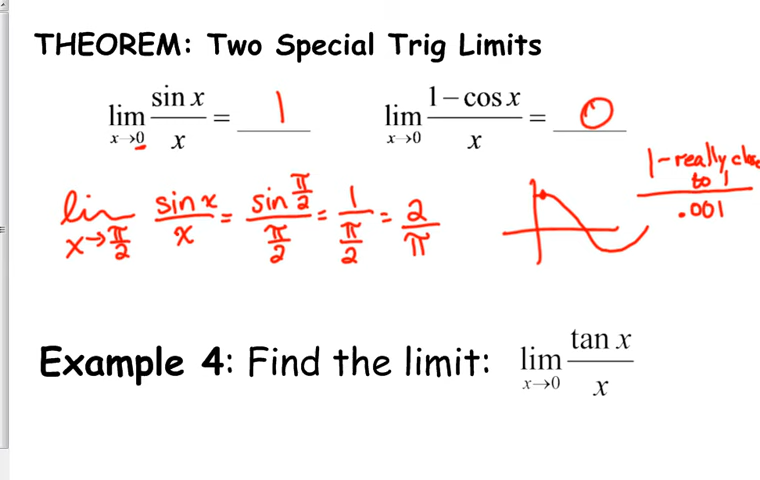 THEOREM: Two Special Trig Limits
lim x→0 sin x / x = 1
lim x→0 1 − cos x / x = 0
1 - really close
to 1
.001
lim x→π/2 sin x / x = sin π/2 / π/2 = 1 / π/2 = 2/π
Example 4: Find the limit: lim x→0 tan x / x